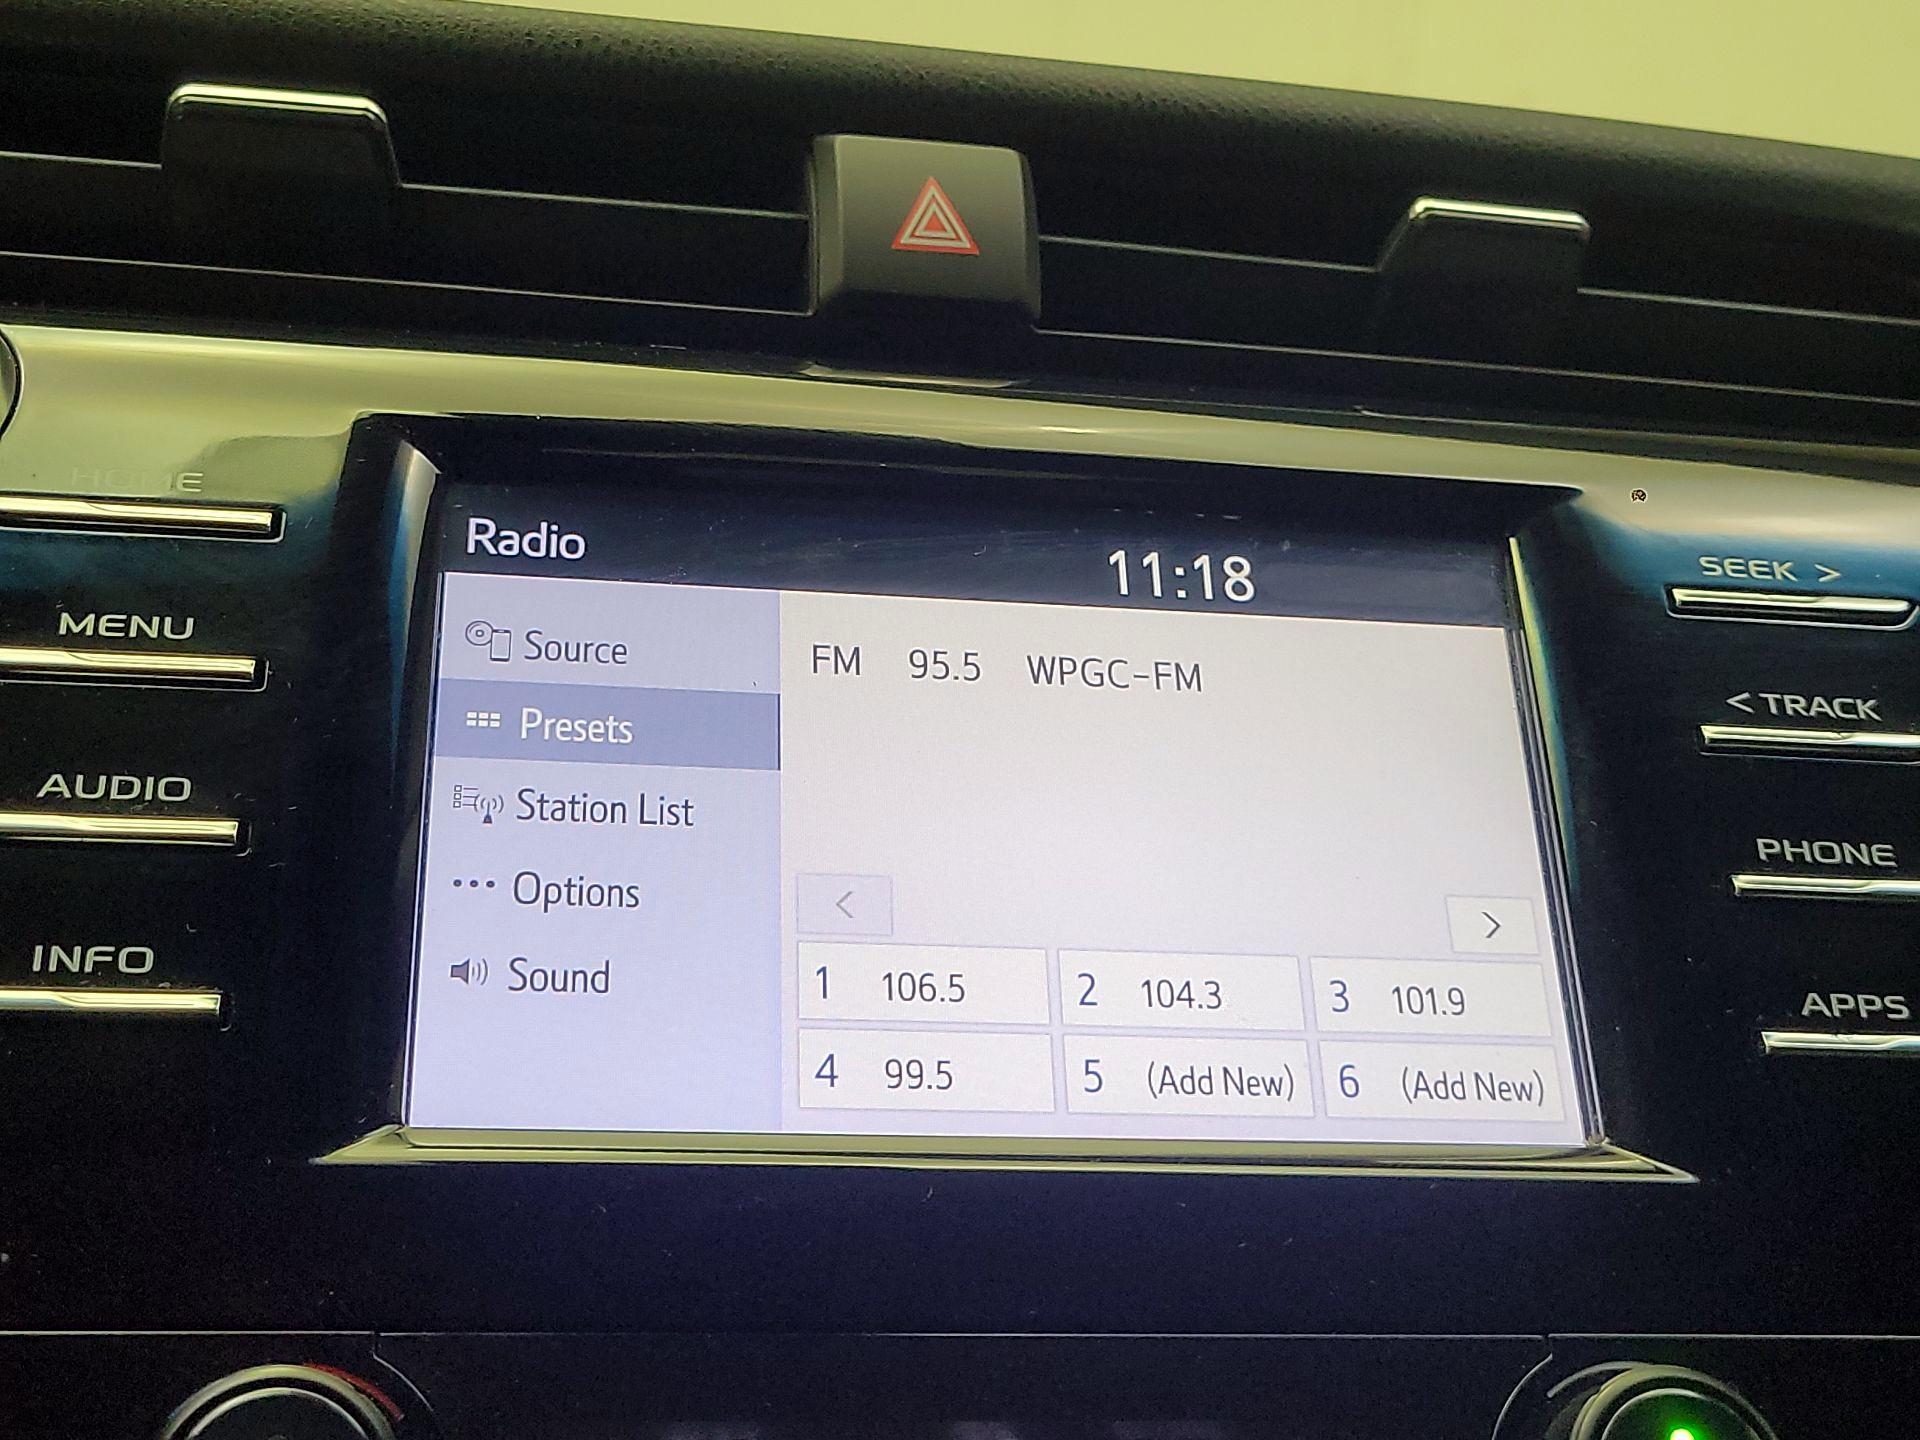 HOME
MENU
AUDIO
INFO
Radio
11:18
Source
Presets
Station List
Options
Sound
FM 95.5 WPGC-FM
<
>
1 106.5
2 104.3
3 101.9
4 99.5
5 (Add New)
6 (Add New)
SEEK >
< TRACK
PHONE
APPS